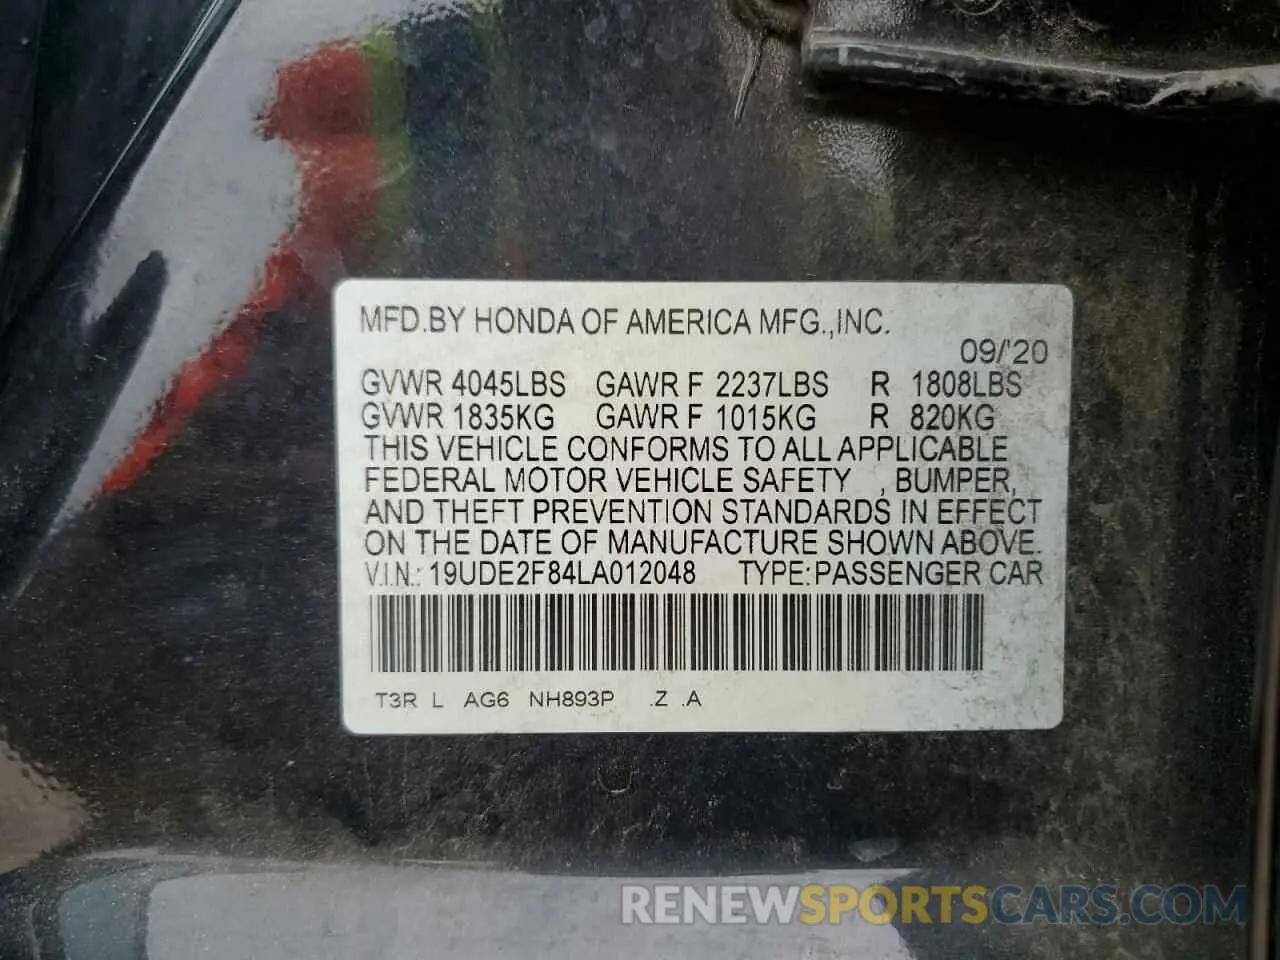 MFD.BY HONDA OF AMERICA MFG.,INC.
09/'20
GVWR 4045LBS GAWR F 2237LBS R 1808LBS
GVWR 1835KG GAWR F 1015KG R 820KG
THIS VEHICLE CONFORMS TO ALL APPLICABLE
FEDERAL MOTOR VEHICLE SAFETY , BUMPER,
AND THEFT PREVENTION STANDARDS IN EFFECT
ON THE DATE OF MANUFACTURE SHOWN ABOVE.
V.I.N.: 19UDE2F84LA012048 TYPE:PASSENGER CAR
T3R L AG6 NH893P .Z .A
RENEWSPORTSCARS.COM